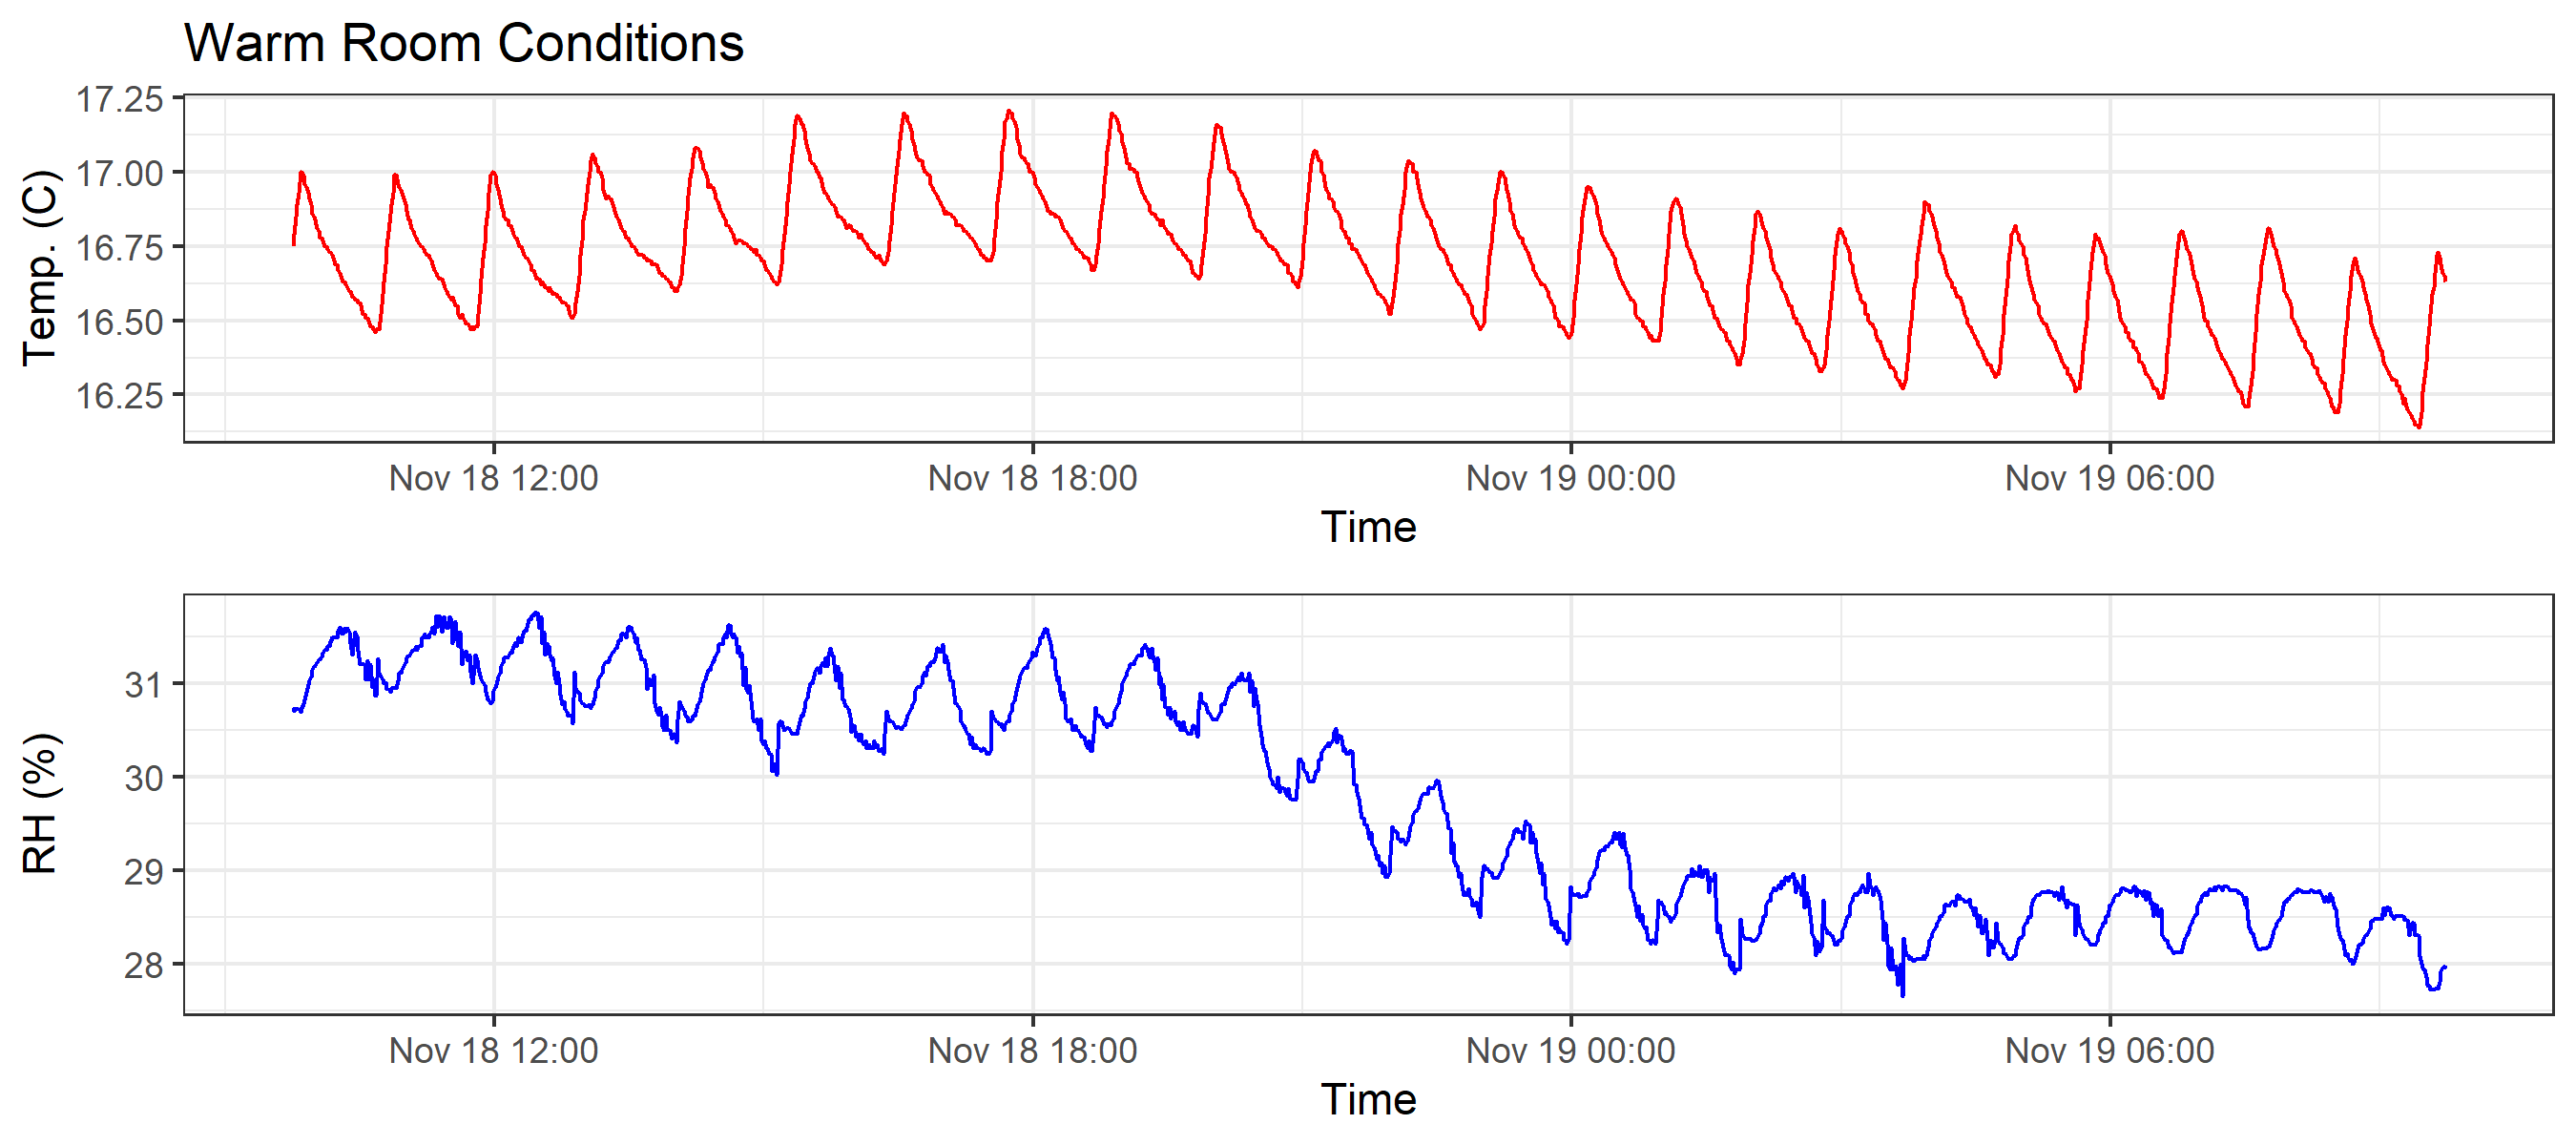 Warm Room Conditions
Temp. (C)
17.25
17.00
16.75
16.50
16.25
Nov 18 12:00 Nov 18 18:00 Nov 19 00:00 Nov 19 06:00
Time
RH (%)
31
30
29
28
Nov 18 12:00 Nov 18 18:00 Nov 19 00:00 Nov 19 06:00
Time